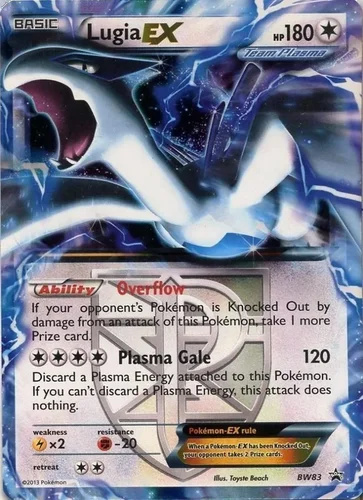 BASIC
Lugia EX
HP 180
Team Plasma
Ability Overflow
If your opponent's Pokémon is Knocked Out by
damage from an attack of this Pokémon, take 1 more
Prize card.
Plasma Gale 120
Discard a Plasma Energy attached to this Pokémon.
If you can't discard a Plasma Energy, this attack does
nothing.
weakness resistance
×2 -20
retreat
Pokémon-EX rule
When a Pokémon-EX has been Knocked Out,
your opponent takes 2 Prize cards.
©2013 Pokémon
Illus. Toyste Beach
BW83